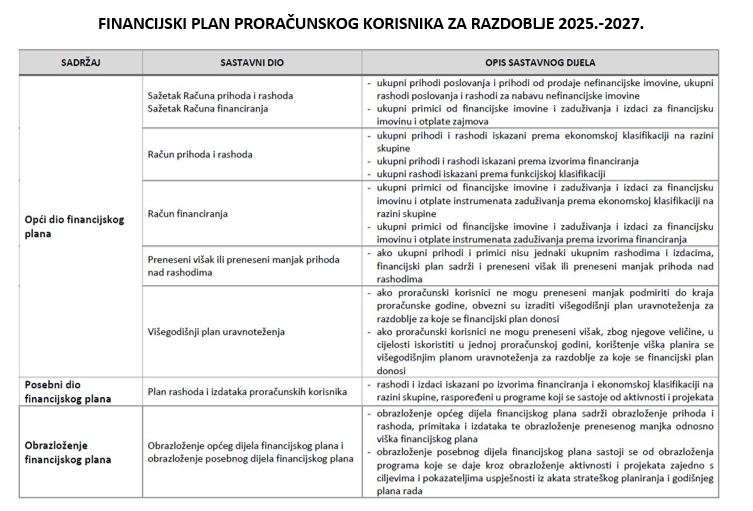 FINANCIJSKI PLAN PRORAČUNSKOG KORISNIKA ZA RAZDOBLJE 2025.-2027.
SADRŽAJ
SASTAVNI DIO
OPIS SASTAVNOG DIJELA
Opći dio financijskog
plana
Sažetak Računa prihoda i rashoda
Sažetak Računa financiranja
- ukupni prihodi poslovanja i prihodi od prodaje nefinancijske imovine, ukupni
rashodi poslovanja i rashodi za nabavu nefinancijske imovine
- ukupni primici od financijske imovine i zaduživanja i izdaci za financijsku
imovinu i otplate zajmova
Račun prihoda i rashoda
- ukupni prihodi i rashodi iskazani prema ekonomskoj klasifikaciji na razini
skupine
- ukupni prihodi i rashodi iskazani prema izvorima financiranja
- ukupni rashodi iskazani prema funkcijskoj klasifikaciji
Račun financiranja
- ukupni primici od financijske imovine i zaduživanja i izdaci za financijsku
imovinu i otplate instrumenata zaduživanja prema ekonomskoj klasifikaciji na
razini skupine
- ukupni primici od financijske imovine i zaduživanja i izdaci za financijsku
imovinu i otplate instrumenata zaduživanja prema izvorima financiranja
Preneseni višak ili preneseni manjak prihoda
nad rashodima
- ako ukupni prihodi i primici nisu jednaki ukupnim rashodima i izdacima,
financijski plan sadrži i preneseni višak ili preneseni manjak prihoda nad
rashodima
Višegodišnji plan uravnoteženja
- ako proračunski korisnici ne mogu preneseni manjak podmiriti do kraja
proračunske godine, obvezni su izraditi višegodišnji plan uravnoteženja za
razdoblje za koje se financijski plan donosi
- ako proračunski korisnici ne mogu preneseni višak, zbog njegove veličine, u
cijelosti iskoristiti u jednoj proračunskoj godini, korištenje viška planira se
višegodišnjim planom uravnoteženja za razdoblje za koje se financijski plan
donosi
Posebni dio
financijskog plana
Plan rashoda i izdataka proračunskih korisnika
- rashodi i izdaci iskazani po izvorima financiranja i ekonomskoj klasifikaciji na
razini skupine, raspoređeni u programe koji se sastoje od aktivnosti i projekata
Obrazloženje
financijskog plana
Obrazloženje općeg dijela financijskog plana i
obrazloženje posebnog dijela financijskog plana
- obrazloženje općeg dijela financijskog plana sadrži obrazloženje prihoda i
rashoda, primitaka i izdataka te obrazloženje prenesenog manjka odnosno
viška financijskog plana
- obrazloženje posebnog dijela financijskog plana sastoji se od obrazloženja
programa koje se daje kroz obrazloženje aktivnosti i projekata zajedno s
ciljevima i pokazateljima uspješnosti iz akata strateškog planiranja i godišnjeg
plana rada